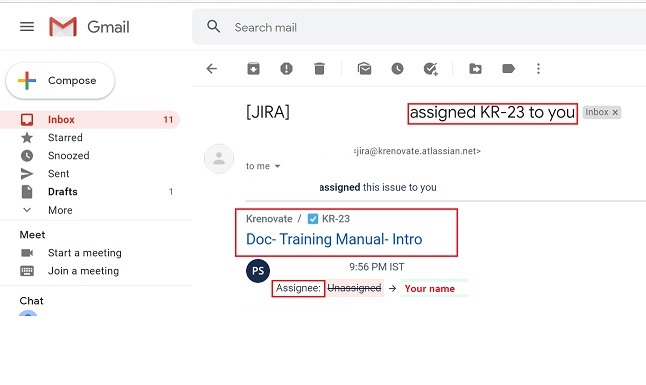 Gmail
Search mail
Compose
[JIRA] assigned KR-23 to you Inbox x
Inbox 11
Starred
Snoozed
Sent
Drafts 1
More
<jira@krenovate.atlassian.net>
to me
assigned this issue to you
Krenovate / KR-23
Doc- Training Manual- Intro
PS 9:56 PM IST
Assignee: Unassigned → Your name
Meet
Start a meeting
Join a meeting
Chat